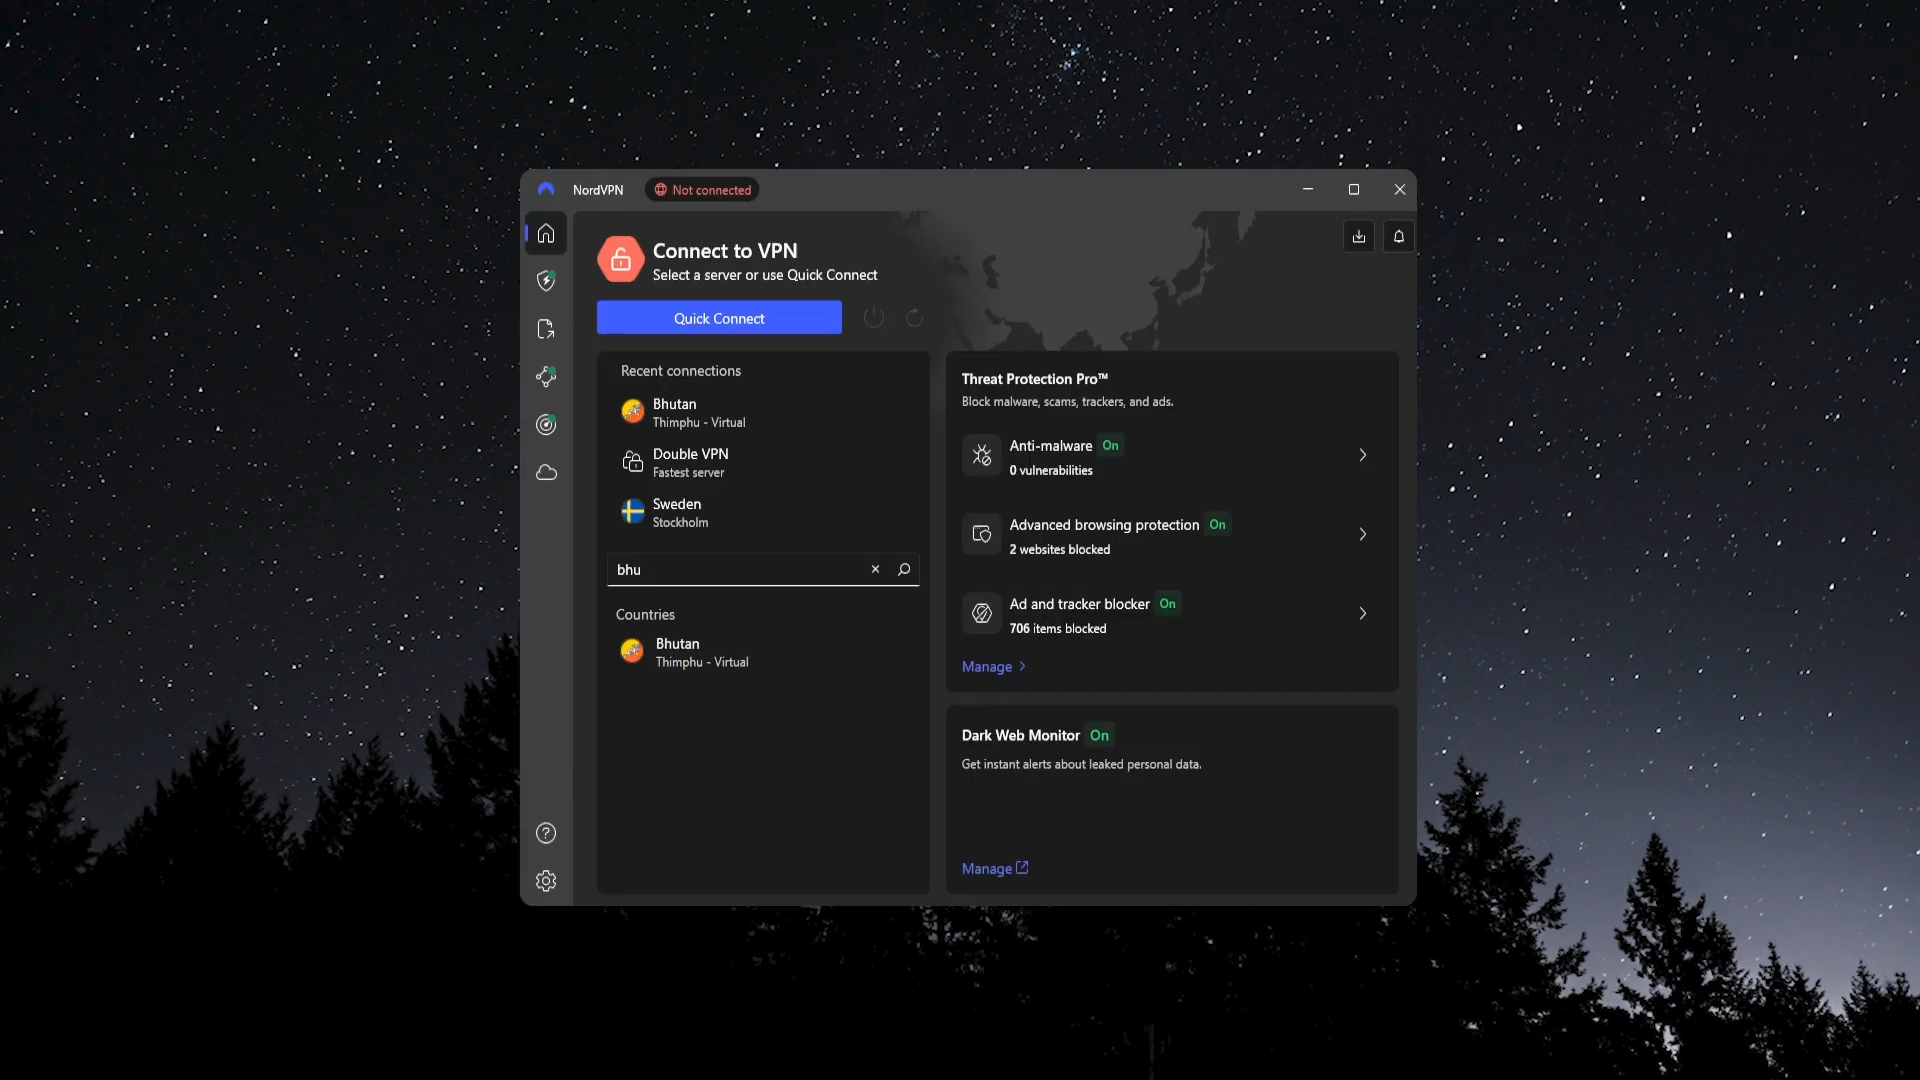 NordVPN
Not connected
Connect to VPN
Select a server or use Quick Connect
Quick Connect
Recent connections
Bhutan
Thimphu - Virtual
Double VPN
Fastest server
Sweden
Stockholm
bhu
Countries
Bhutan
Thimphu - Virtual
Threat Protection Pro™
Block malware, scams, trackers, and ads.
Anti-malware On
0 vulnerabilities
Advanced browsing protection On
2 websites blocked
Ad and tracker blocker On
706 items blocked
Manage
Dark Web Monitor On
Get instant alerts about leaked personal data.
Manage